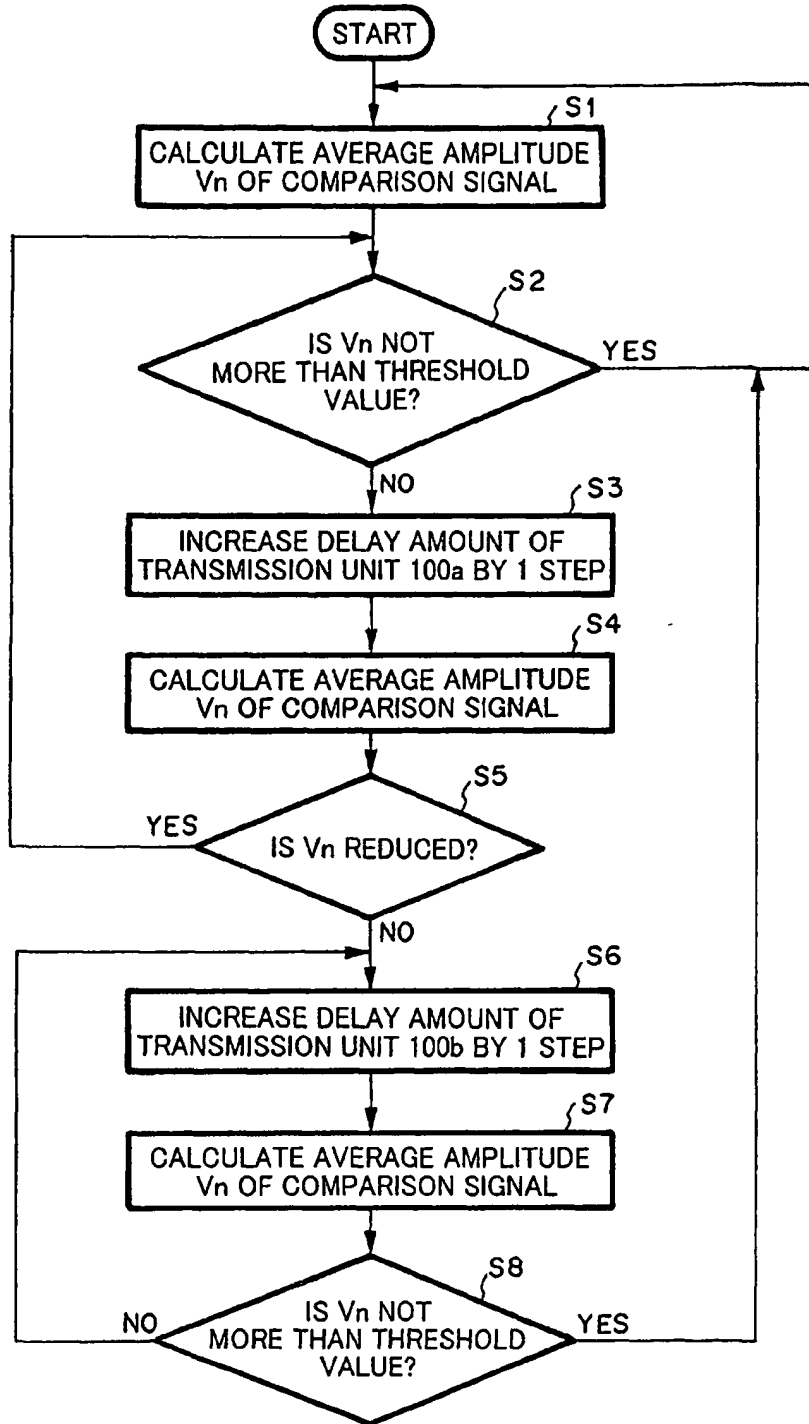 START
S1
CALCULATE AVERAGE AMPLITUDE
Vn OF COMPARISON SIGNAL
S2
IS Vn NOT
MORE THAN THRESHOLD
VALUE?
YES
NO
S3
INCREASE DELAY AMOUNT OF
TRANSMISSION UNIT 100a BY 1 STEP
S4
CALCULATE AVERAGE AMPLITUDE
Vn OF COMPARISON SIGNAL
S5
YES
IS Vn REDUCED?
NO
S6
INCREASE DELAY AMOUNT OF
TRANSMISSION UNIT 100b BY 1 STEP
S7
CALCULATE AVERAGE AMPLITUDE
Vn OF COMPARISON SIGNAL
S8
NO
IS Vn NOT
MORE THAN THRESHOLD
VALUE?
YES